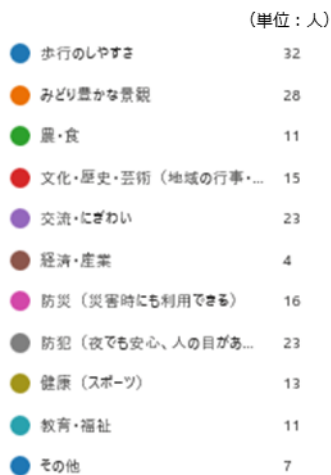 （単位：人）
歩行のしやすさ 32
みどり豊かな景観 28
農・食 11
文化・歴史・芸術（地域の行事・... 15
交流・にぎわい 23
経済・産業 4
防災（災害時にも利用できる） 16
防犯（夜でも安心、人の目があ... 23
健康（スポーツ） 13
教育・福祉 11
その他 7